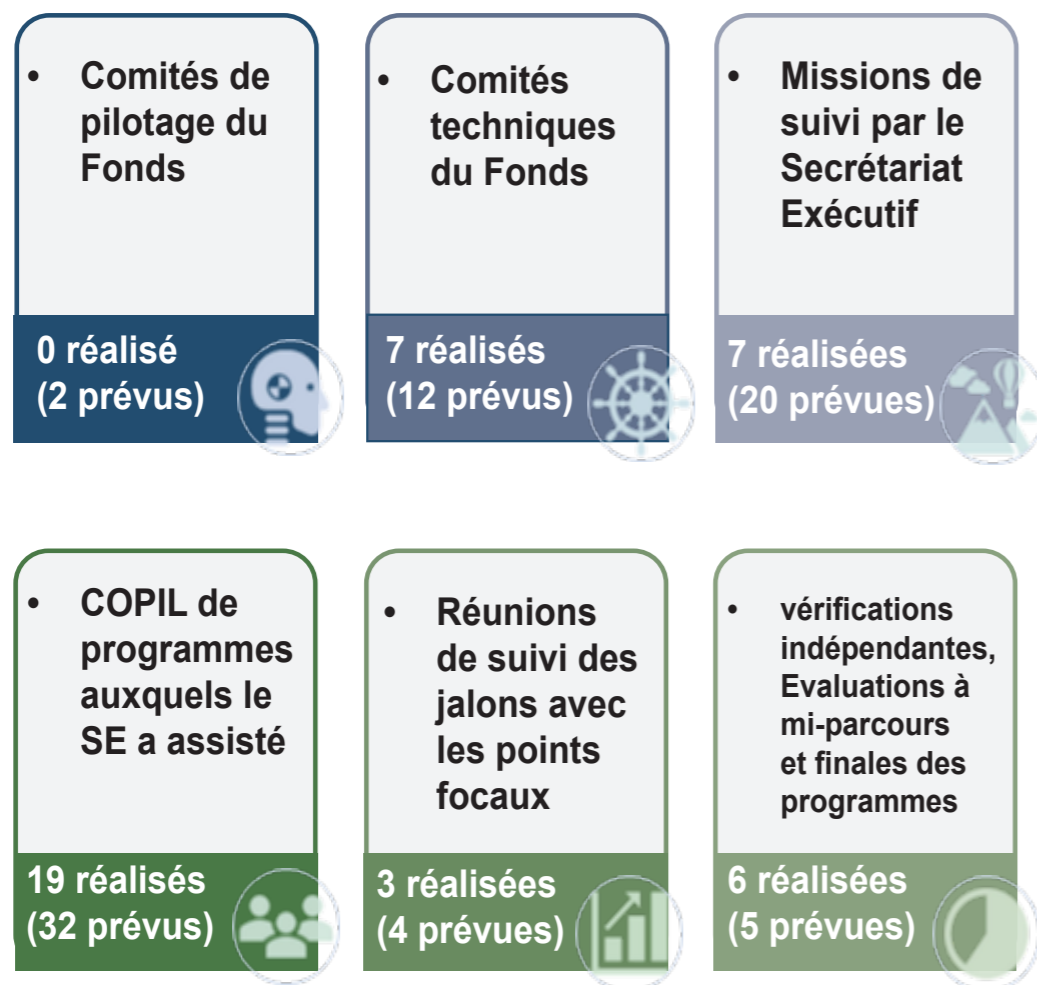 • Comités de
pilotage du
Fonds
0 réalisé
(2 prévus)
• Comités
techniques
du Fonds
7 réalisés
(12 prévus)
• Missions de
suivi par le
Secrétariat
Exécutif
7 réalisées
(20 prévues)
• COPIL de
programmes
auxquels le
SE a assisté
19 réalisés
(32 prévus)
• Réunions
de suivi des
jalons avec
les points
focaux
3 réalisées
(4 prévues)
• vérifications
indépendantes,
Evaluations à
mi-parcours
et finales des
programmes
6 réalisées
(5 prévues)